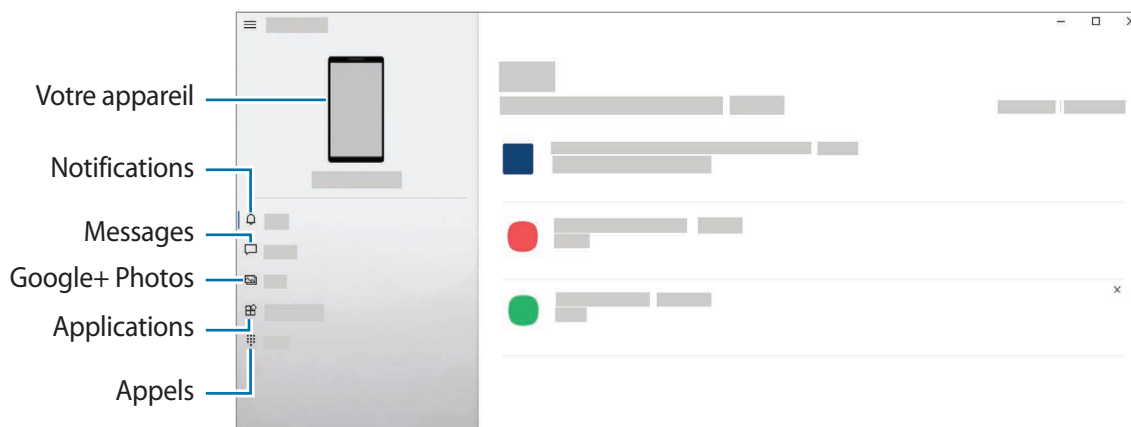 Votre appareil
Notifications
Messages
Google+ Photos
Applications
Appels